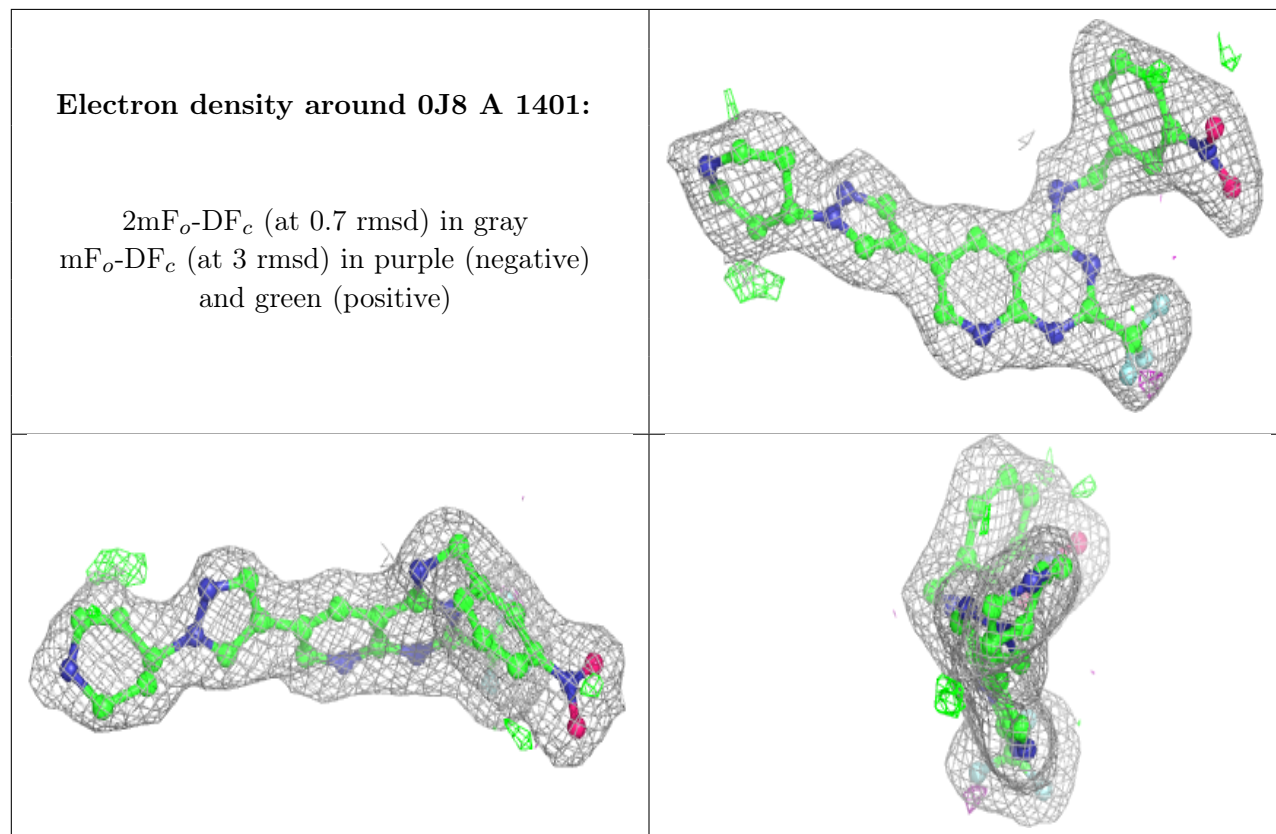 Electron density around 0J8 A 1401:
2mFo-DFc (at 0.7 rmsd) in gray
mFo-DFc (at 3 rmsd) in purple (negative)
and green (positive)